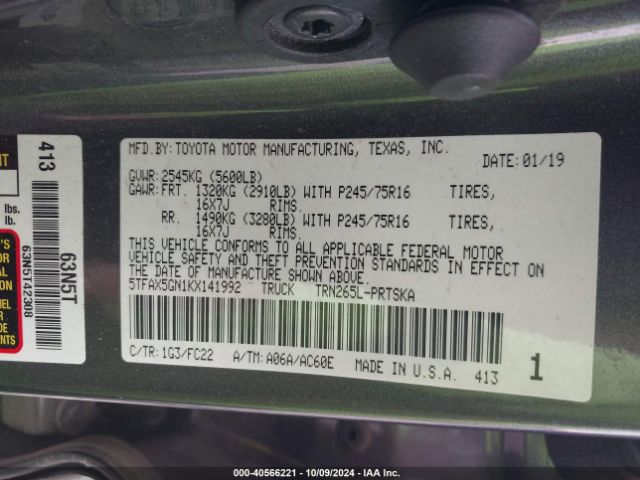 MFD.BY:TOYOTA MOTOR MANUFACTURING, TEXAS, INC.
DATE:01/19
GVWR:2545KG (5600LB)
GAWR:FRT. 1320KG (2910LB) WITH P245/75R16 TIRES,
16X7J RIMS,
RR. 1490KG (3280LB) WITH P245/75R16 TIRES,
16X7J RIMS.
THIS VEHICLE CONFORMS TO ALL APPLICABLE FEDERAL MOTOR
VEHICLE SAFETY AND THEFT PREVENTION STANDARDS IN EFFECT ON
THE DATE OF MANUFACTURE SHOWN ABOVE.
5TFAX5GN1KX141992 TRUCK TRN265L-PRTSKA
C/TR:1G3/FC22 A/TM:A06A/AC60E MADE IN U.S.A. 413
1
413
63N5T
63N5742308
lbs.
lb.
000-40566221 - 10/09/2024 - IAA Inc.